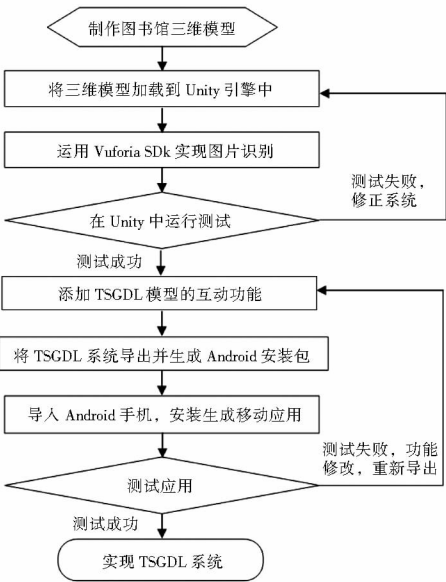 制作图书馆三维模型
将三维模型加载到 Unity 引擎中
运用 Vuforia SDk 实现图片识别
测试失败，
修正系统
在 Unity 中运行测试
测试成功
添加 TSGDL 模型的互动功能
将 TSGDL 系统导出并生成 Android 安装包
导入 Android 手机，安装生成移动应用
测试失败，功能
修改，重新导出
测试应用
测试成功
实现 TSGDL 系统